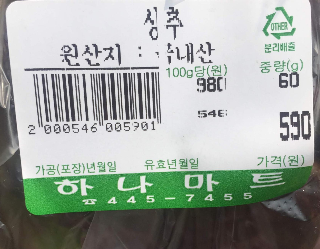 상추
원산지 : 국내산
OTHER
분리배출
100g당(원)
중량(g)
980
60
546
590
2 000546 005901
가공(포장)년월일
유효년월일
가격(원)
하나마트
☎445-7455